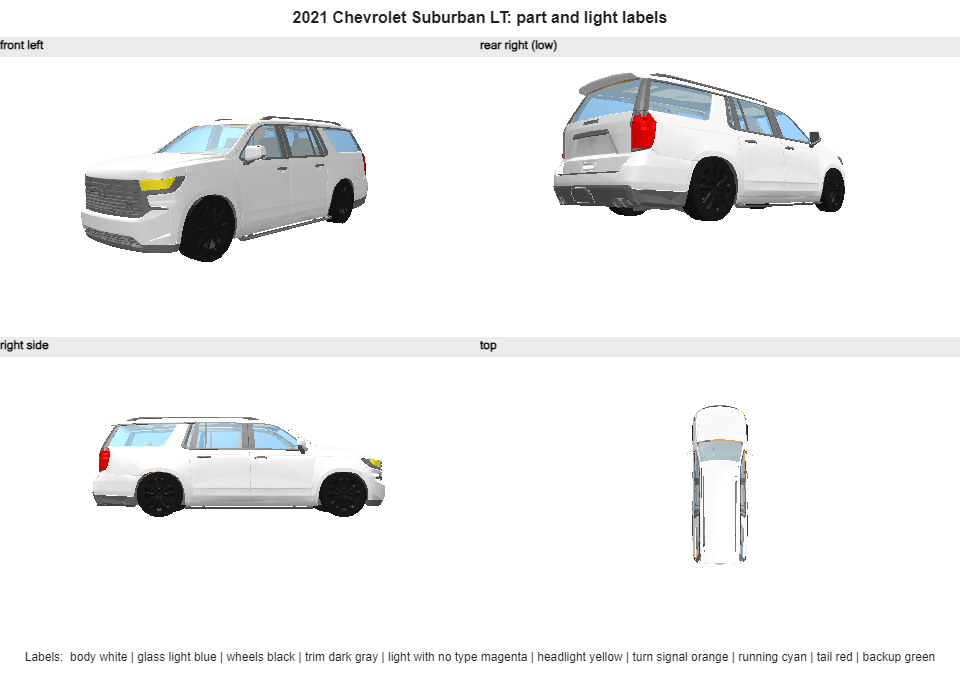 2021 Chevrolet Suburban LT: part and light labels
front left
rear right (low)
right side
top
Labels:  body white | glass light blue | wheels black | trim dark gray | light with no type magenta | headlight yellow | turn signal orange | running cyan | tail red | backup green